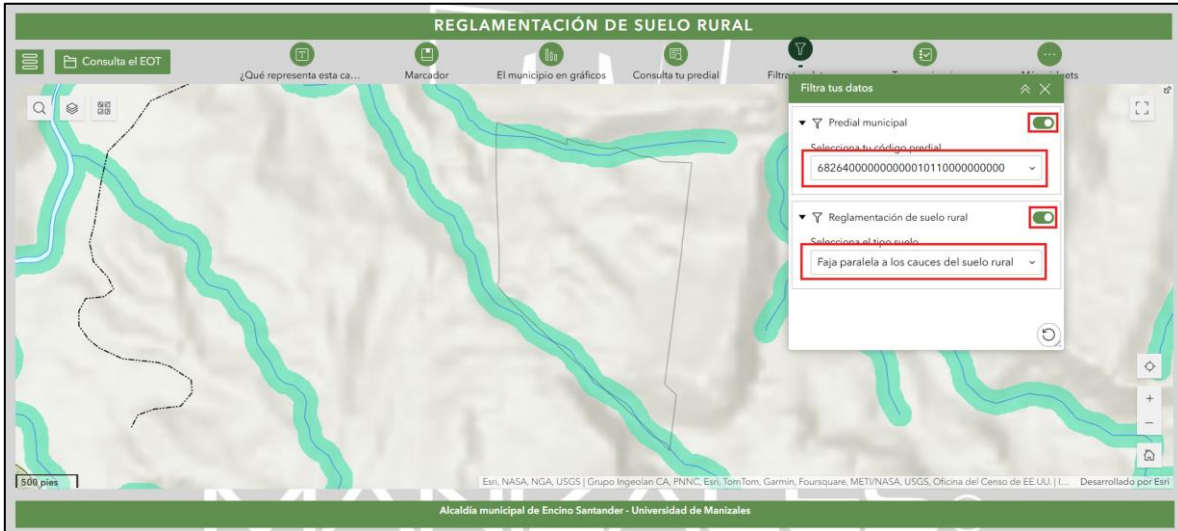 REGLAMENTACIÓN DE SUELO RURAL
Consulta el EOT
¿Qué representa esta ca...
Marcador
El municipio en gráficos
Consulta tu predial
Filtra tus datos
Predial municipal
Selecciona tu código predial
682640000000000010110000000000
Reglamentación de suelo rural
Selecciona el tipo suelo
Faja paralela a los cauces del suelo rural
500 pies
Esri, NASA, NGA, USGS | Grupo Ingeolan CA, PNNC, Esri, TomTom, Garmin, Foursquare, METI/NASA, USGS, Oficina del Censo de EE.UU. | I...
Desarrollado por Esri
Alcaldía municipal de Encino Santander - Universidad de Manizales